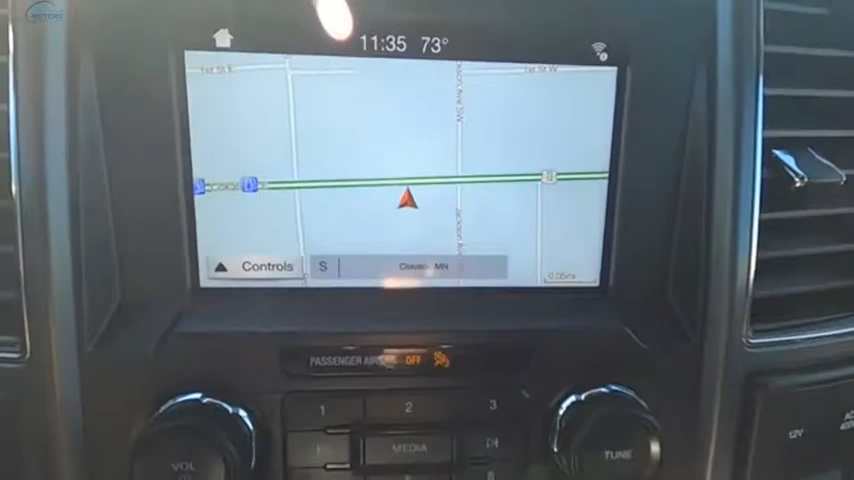 MOTORS
11:35 73°
1st St E
1st St W
Controls
S
MN
0.05mi
PASSENGER AIRBAG OFF
1 2 3
MEDIA
VOL
TUNE
12V